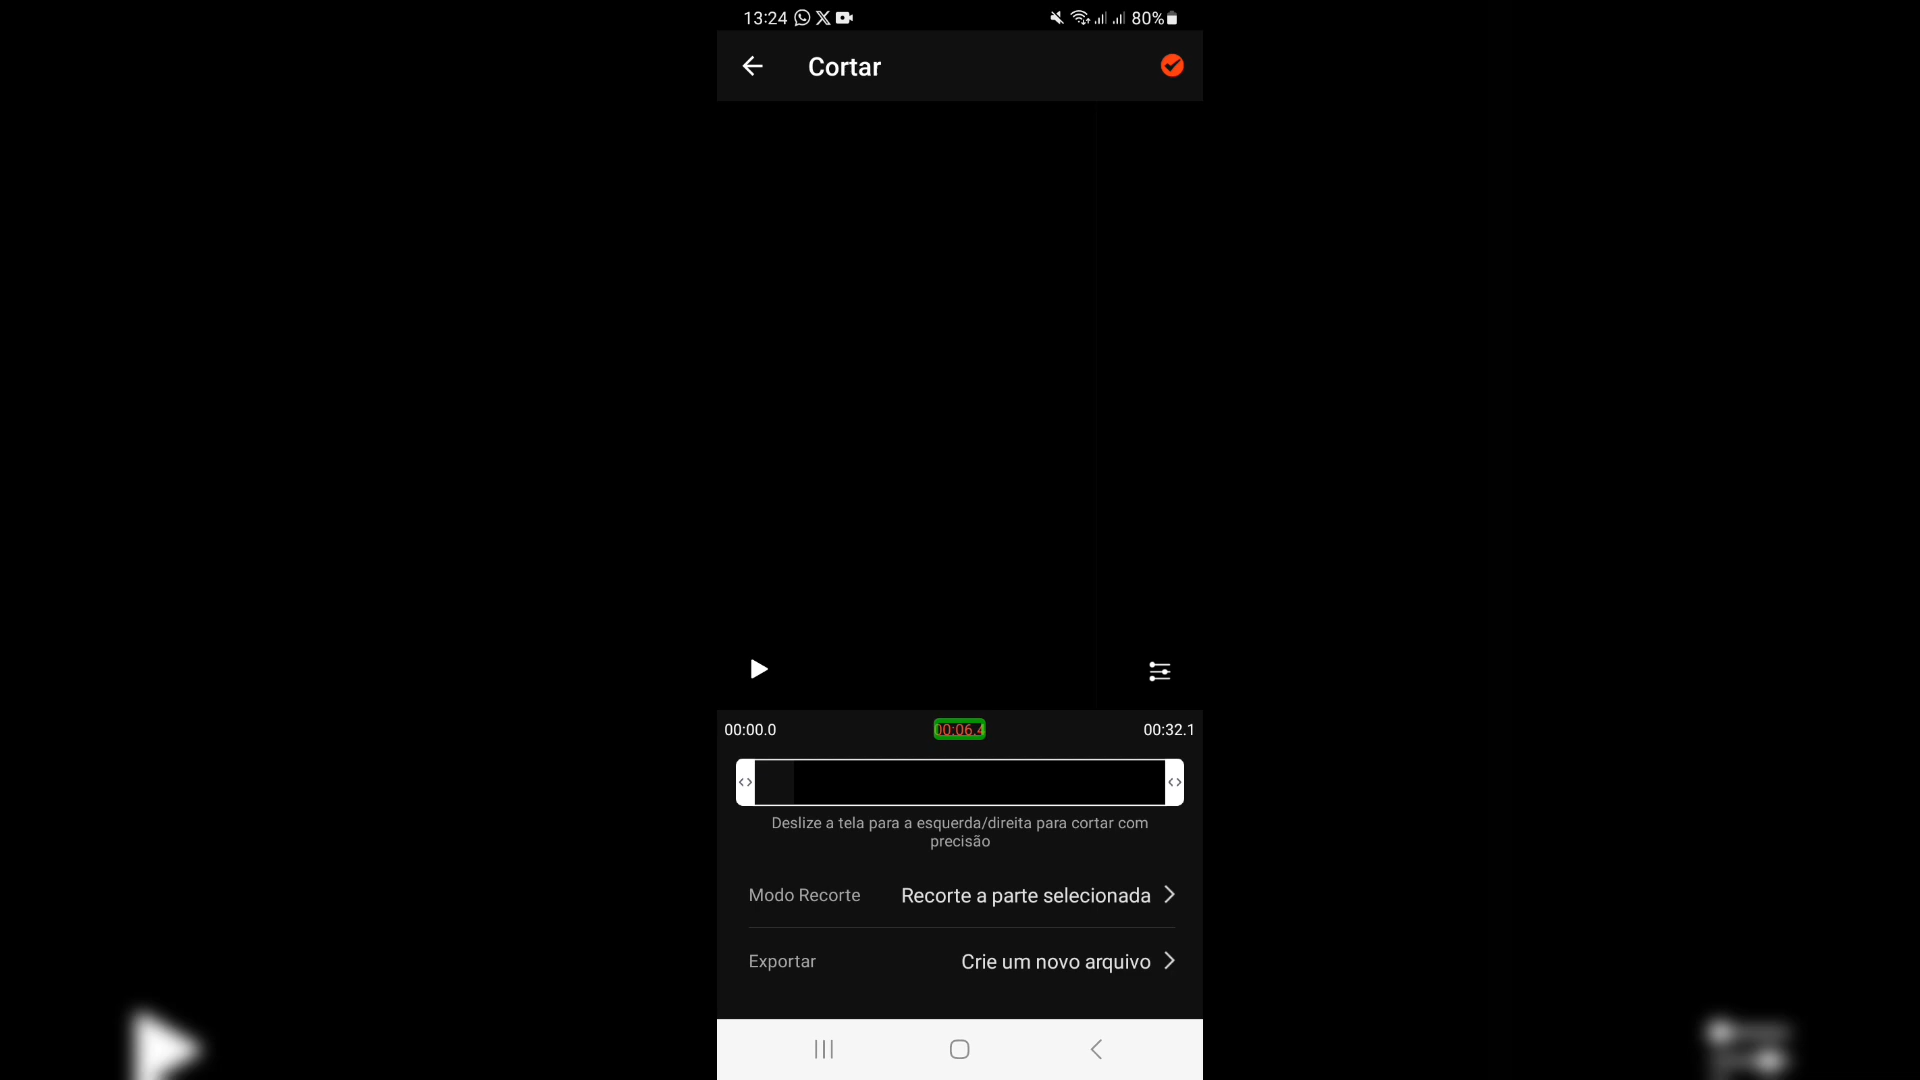 13:24 80%
Cortar
00:00.0 00:06.4 00:32.1
Deslize a tela para a esquerda/direita para cortar com
precisão
Modo Recorte Recorte a parte selecionada
Exportar Crie um novo arquivo